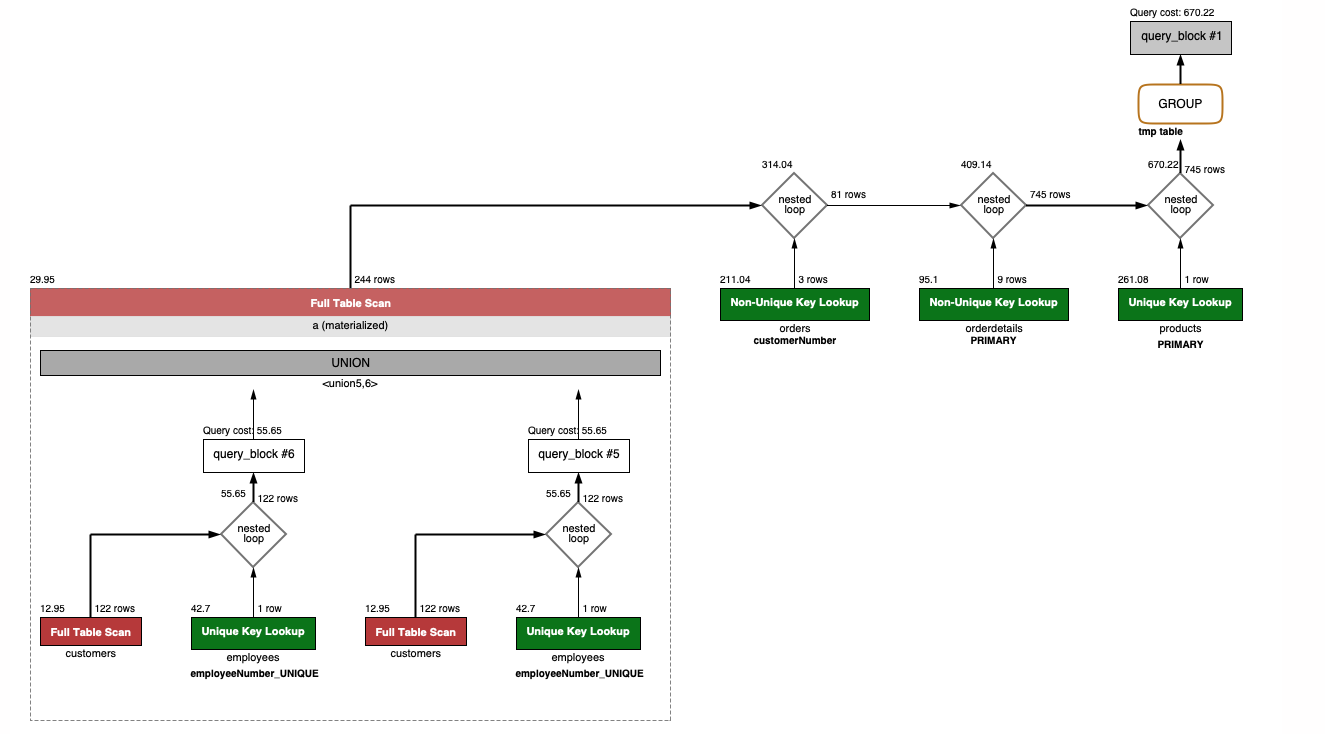 Query cost: 670.22
query_block #1
GROUP
tmp table
314.04
409.14
670.22
745 rows
nested
loop
81 rows
nested
loop
745 rows
nested
loop
29.95
244 rows
211.04
3 rows
95.1
9 rows
261.08
1 row
Full Table Scan
Non-Unique Key Lookup
Non-Unique Key Lookup
Unique Key Lookup
a (materialized)
orders
customerNumber
orderdetails
PRIMARY
products
PRIMARY
UNION
<union5,6>
Query cost: 55.65
Query cost: 55.65
query_block #6
query_block #5
55.65
122 rows
55.65
122 rows
nested
loop
nested
loop
12.95
122 rows
42.7
1 row
12.95
122 rows
42.7
1 row
Full Table Scan
Unique Key Lookup
Full Table Scan
Unique Key Lookup
customers
employees
employeeNumber_UNIQUE
customers
employees
employeeNumber_UNIQUE